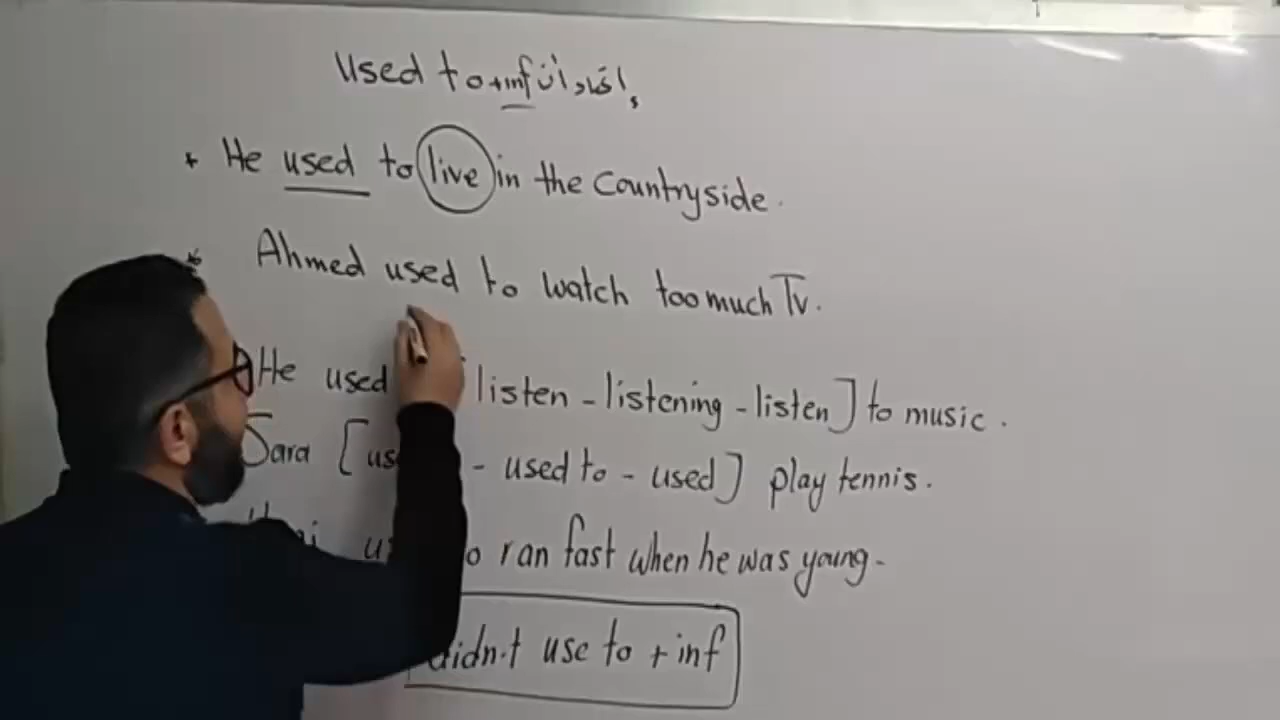 Used to +inf اعتاد أن
* He used to live in the Countryside.
* Ahmed used to watch too much Tv.
He used listen - listening - listen] to music.
Sara [ - used to - used] play tennis.
ran fast when he was young.
didn't use to + inf